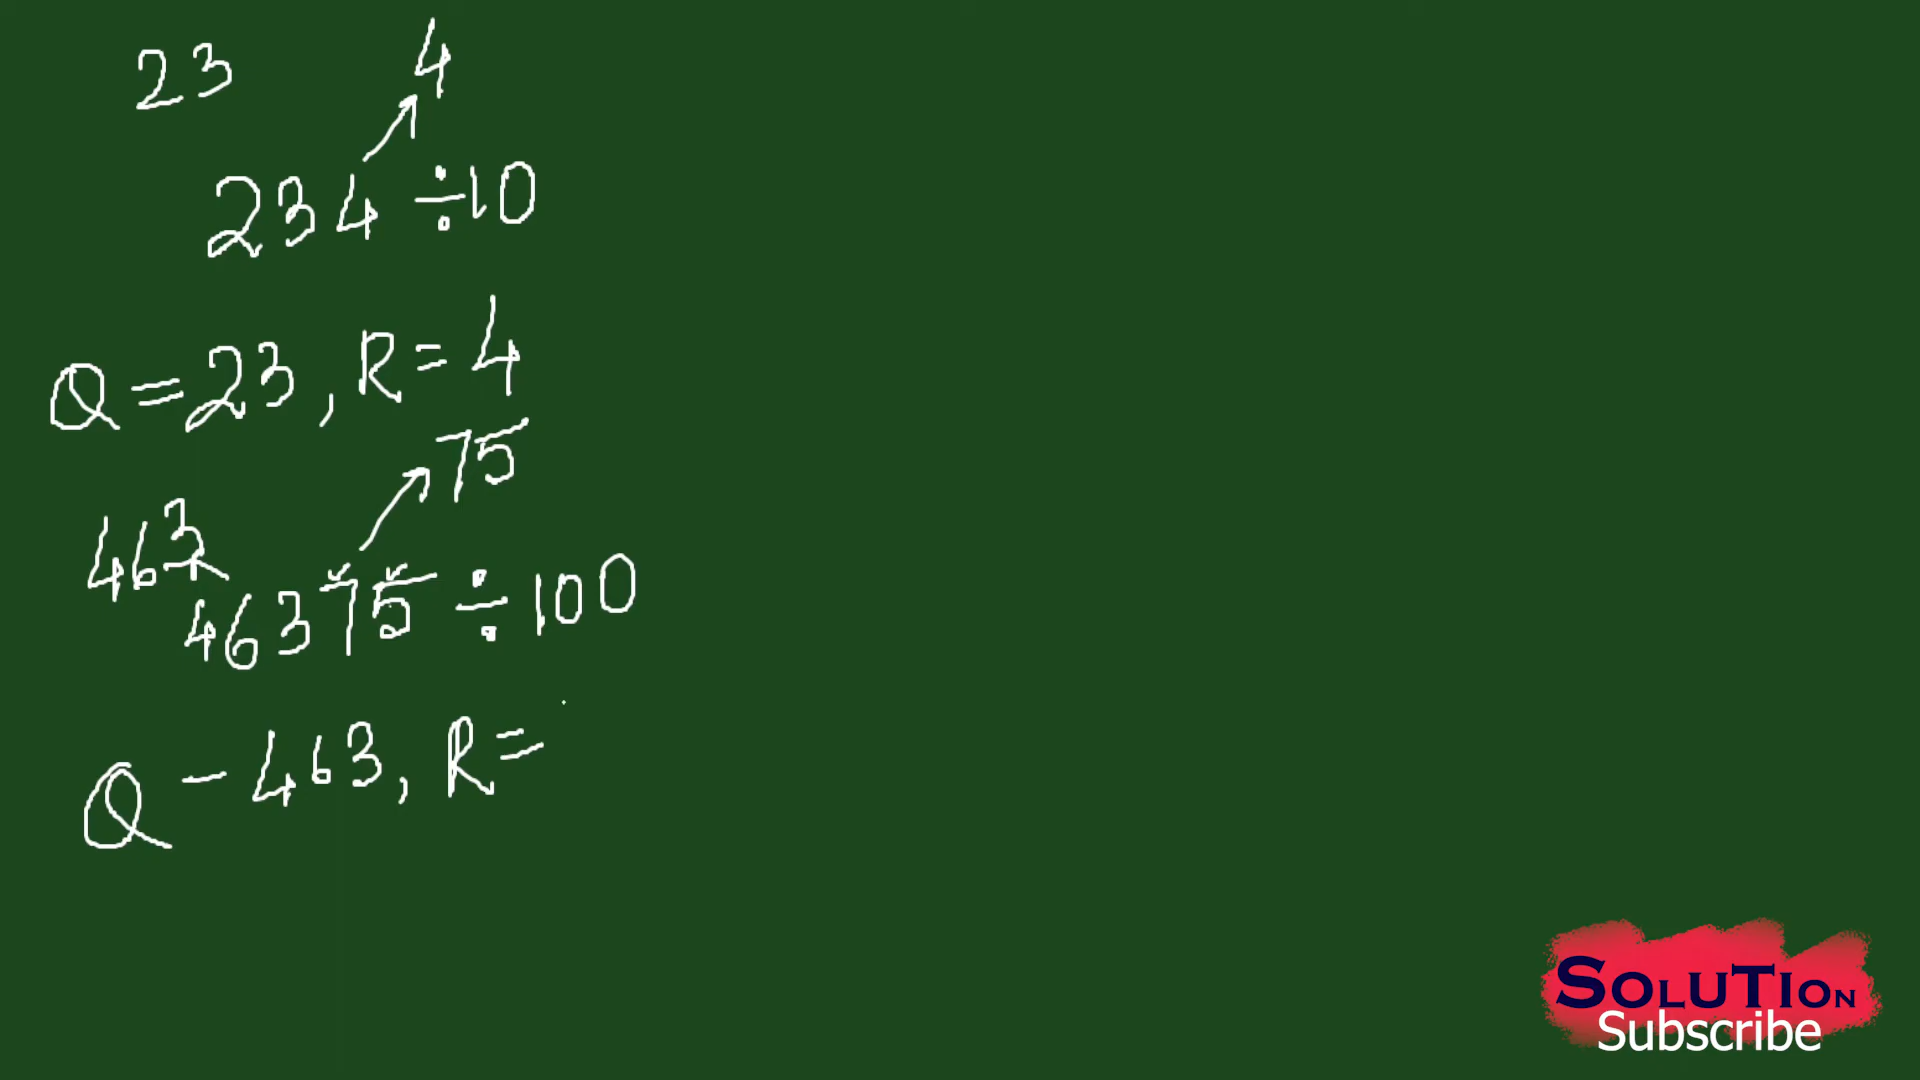 23 4
234 ÷10
Q = 23, R = 4
75
463
46375 ÷ 100
Q - 463, R =
SOLUTION
Subscribe